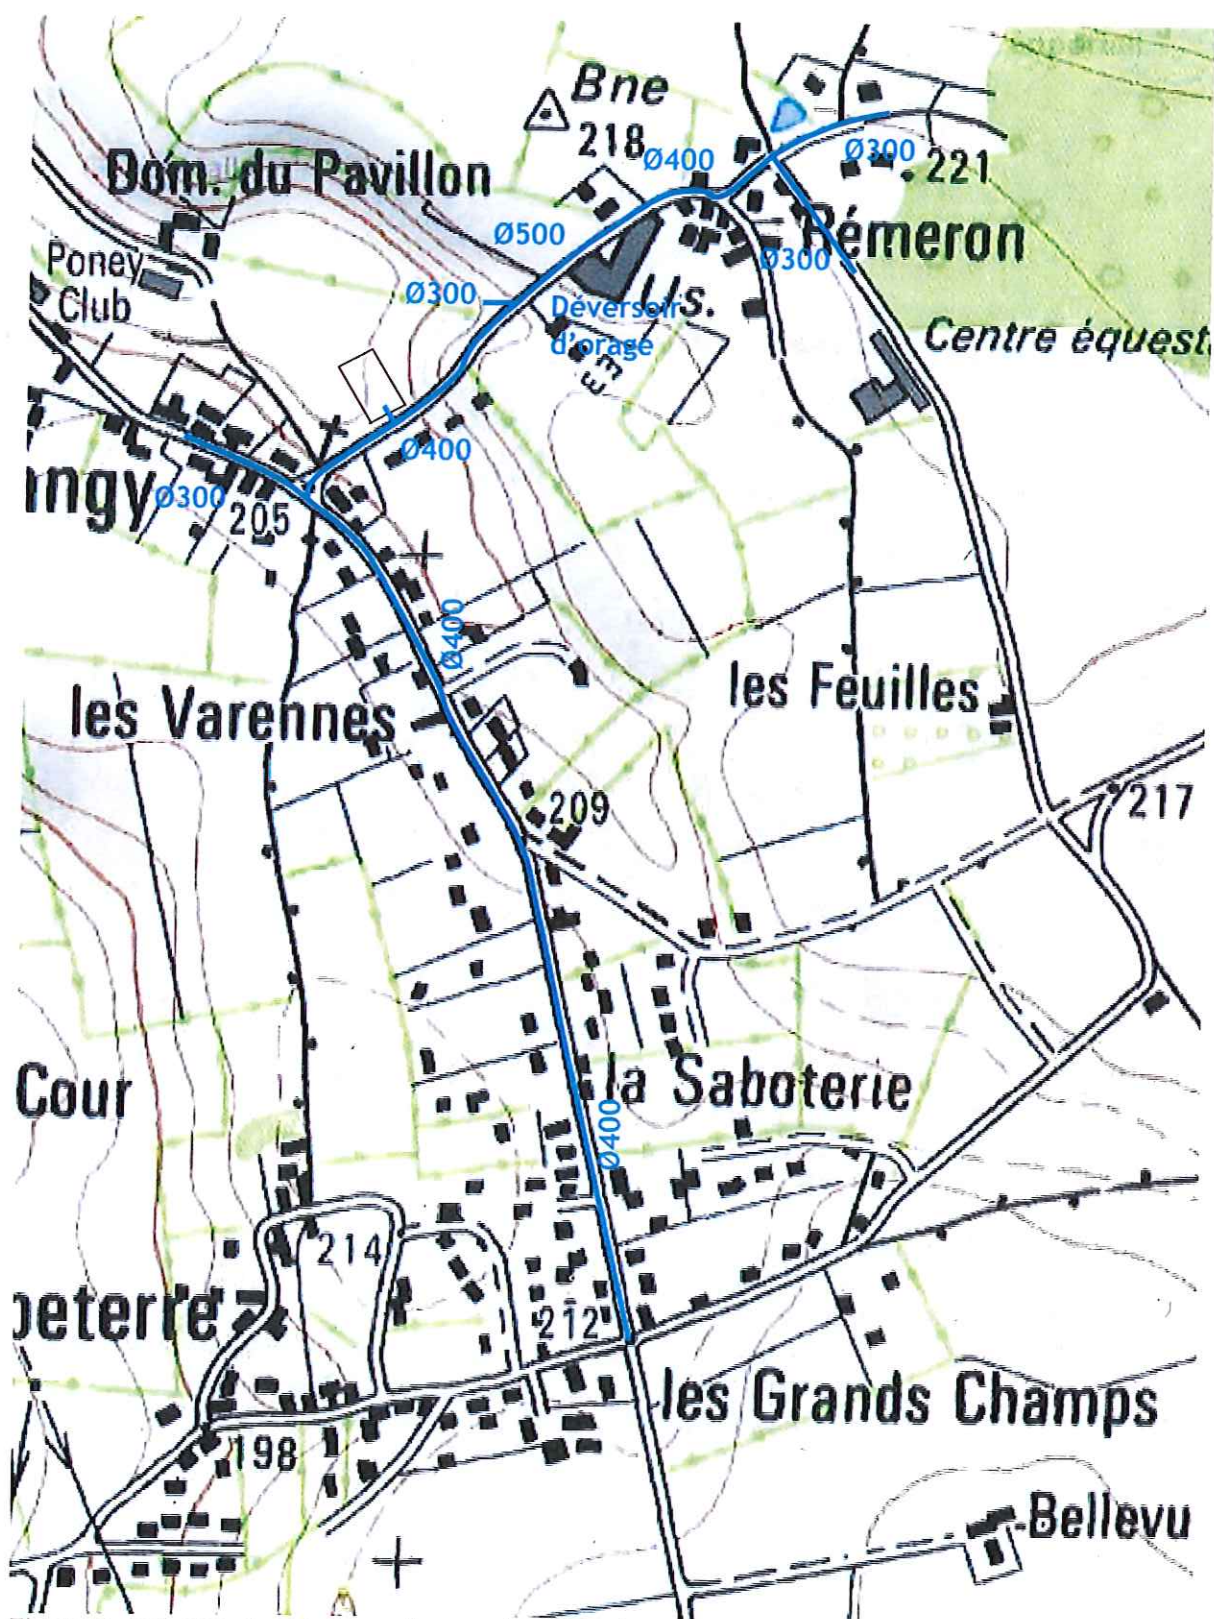 Bne
218
Ø400
Ø300
221
Dom. du Pavillon
Ø500
Rémeron
Ø300
Poney
Club
Ø300
Us.
Déversoir
d'orage
Centre équest
Ø400
ngy
Ø300
205
Ø400
les Varennes
les Feuilles
209
217
Cour
la Saboterie
Ø400
214
peterre
212
les Grands Champs
198
Bellevu